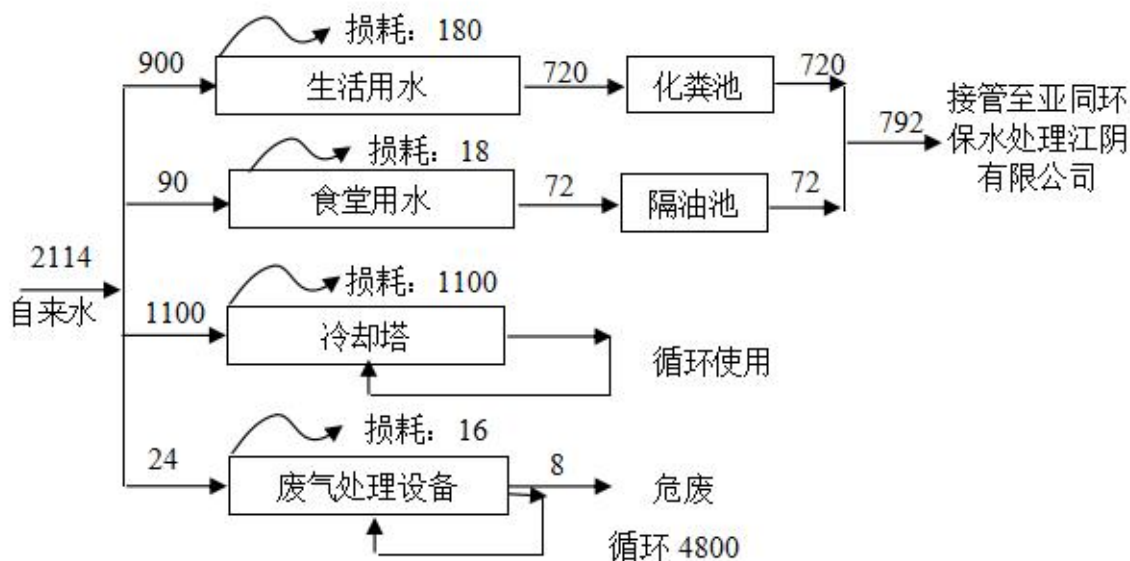 损耗：180
900
生活用水
720
化粪池
720
接管至亚同环
保水处理江阴
有限公司
792
损耗：18
90
食堂用水
72
隔油池
72
2114
自来水
损耗：1100
1100
冷却塔
循环使用
损耗：16
24
废气处理设备
8
危废
循环 4800